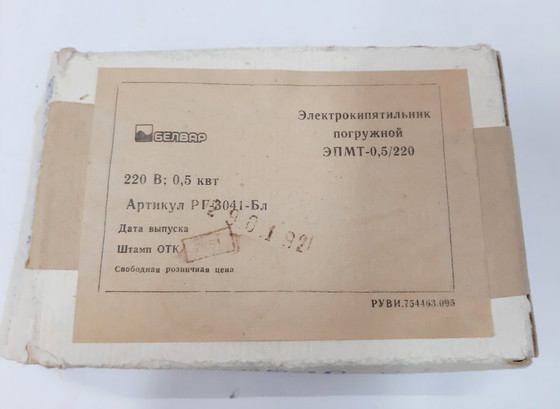 БЕЛВАР
Электрокипятильник
погружной
ЭПМТ-0,5/220
220 В; 0,5 квт
Артикул РГ-3041-Бл
Дата выпуска
290192
Штамп ОТК
Свободная розничная цена
РУВИ.754463.095